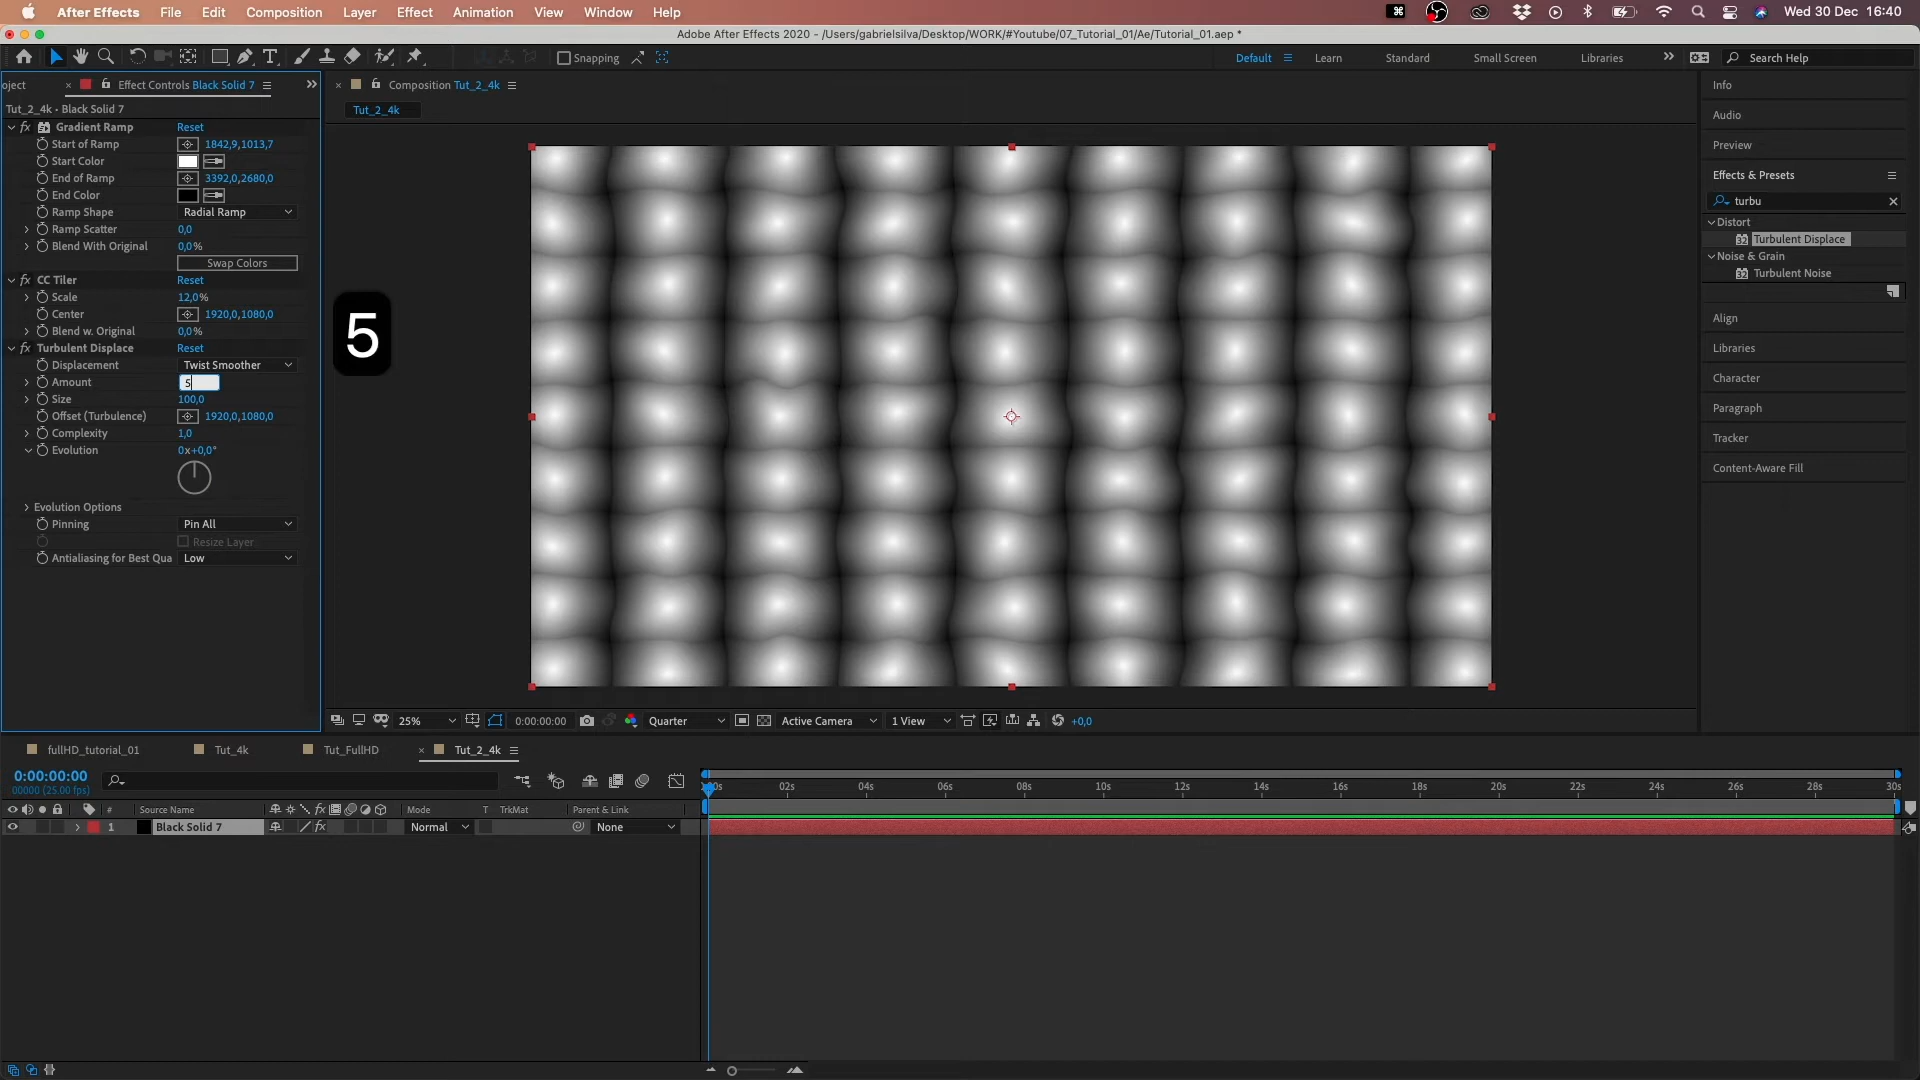 After Effects File Edit Composition Layer Effect Animation View Window Help Wed 30 Dec 16:40
Adobe After Effects 2020 - /Users/gabrielsilva/Desktop/WORK/#Youtube/07_Tutorial_01/Ae/Tutorial_01.aep *
Snapping Default Learn Standard Small Screen Libraries Search Help
oject Effect Controls Black Solid 7
Composition Tut_2_4k
Tut_2_4k • Black Solid 7
Tut_2_4k
fx Gradient Ramp Reset
Start of Ramp 1842,9,1013,7
Start Color
End of Ramp 3392,0,2680,0
End Color
Ramp Shape Radial Ramp
Ramp Scatter 0,0
Blend With Original 0,0%
Swap Colors
fx CC Tiler Reset
Scale 12,0%
Center 1920,0,1080,0
Blend w. Original 0,0%
fx Turbulent Displace Reset
Displacement Twist Smoother
Amount 5
Size 100,0
Offset (Turbulence) 1920,0,1080,0
Complexity 1,0
Evolution 0x+0,0°
Evolution Options
Pinning Pin All
Resize Layer
Antialiasing for Best Qua Low
5
25% 0:00:00:00 Quarter Active Camera 1 View +0,0
Info
Audio
Preview
Effects & Presets
turbu
Distort
32 Turbulent Displace
Noise & Grain
32 Turbulent Noise
Align
Libraries
Character
Paragraph
Tracker
Content-Aware Fill
fullHD_tutorial_01 Tut_4k Tut_FullHD Tut_2_4k
0:00:00:00
00000 (25.00 fps)
# Source Name fx Mode T TrkMat Parent & Link
1 Black Solid 7 fx Normal None
02s 04s 06s 08s 10s 12s 14s 16s 18s 20s 22s 24s 26s 28s 30s